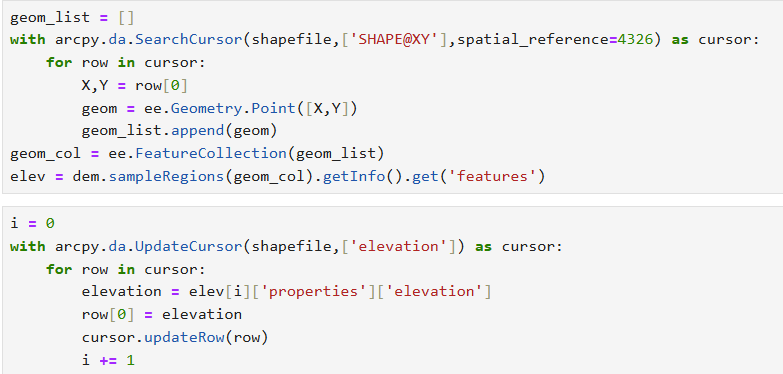 geom_list = []
with arcpy.da.SearchCursor(shapefile,['SHAPE@XY'],spatial_reference=4326) as cursor:
    for row in cursor:
        X,Y = row[0]
        geom = ee.Geometry.Point([X,Y])
        geom_list.append(geom)
geom_col = ee.FeatureCollection(geom_list)
elev = dem.sampleRegions(geom_col).getInfo().get('features')
i = 0
with arcpy.da.UpdateCursor(shapefile,['elevation']) as cursor:
    for row in cursor:
        elevation = elev[i]['properties']['elevation']
        row[0] = elevation
        cursor.updateRow(row)
        i += 1